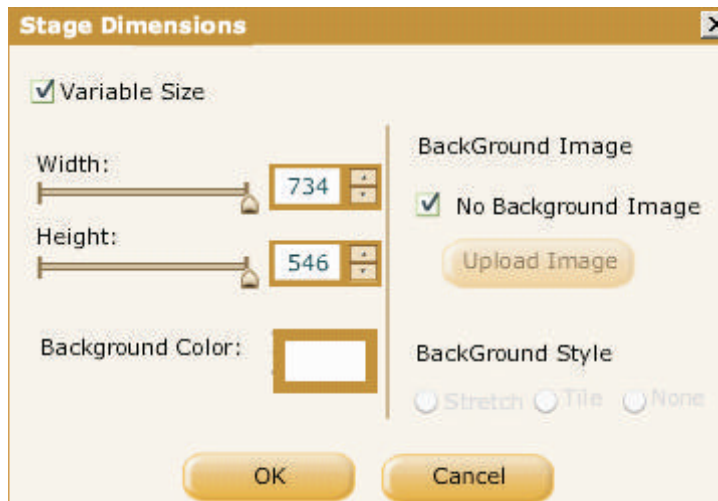 Stage Dimensions
Variable Size
Width:
734
Height:
546
Background Color:
BackGround Image
No Background Image
Upload Image
BackGround Style
Stretch Tile None
OK Cancel